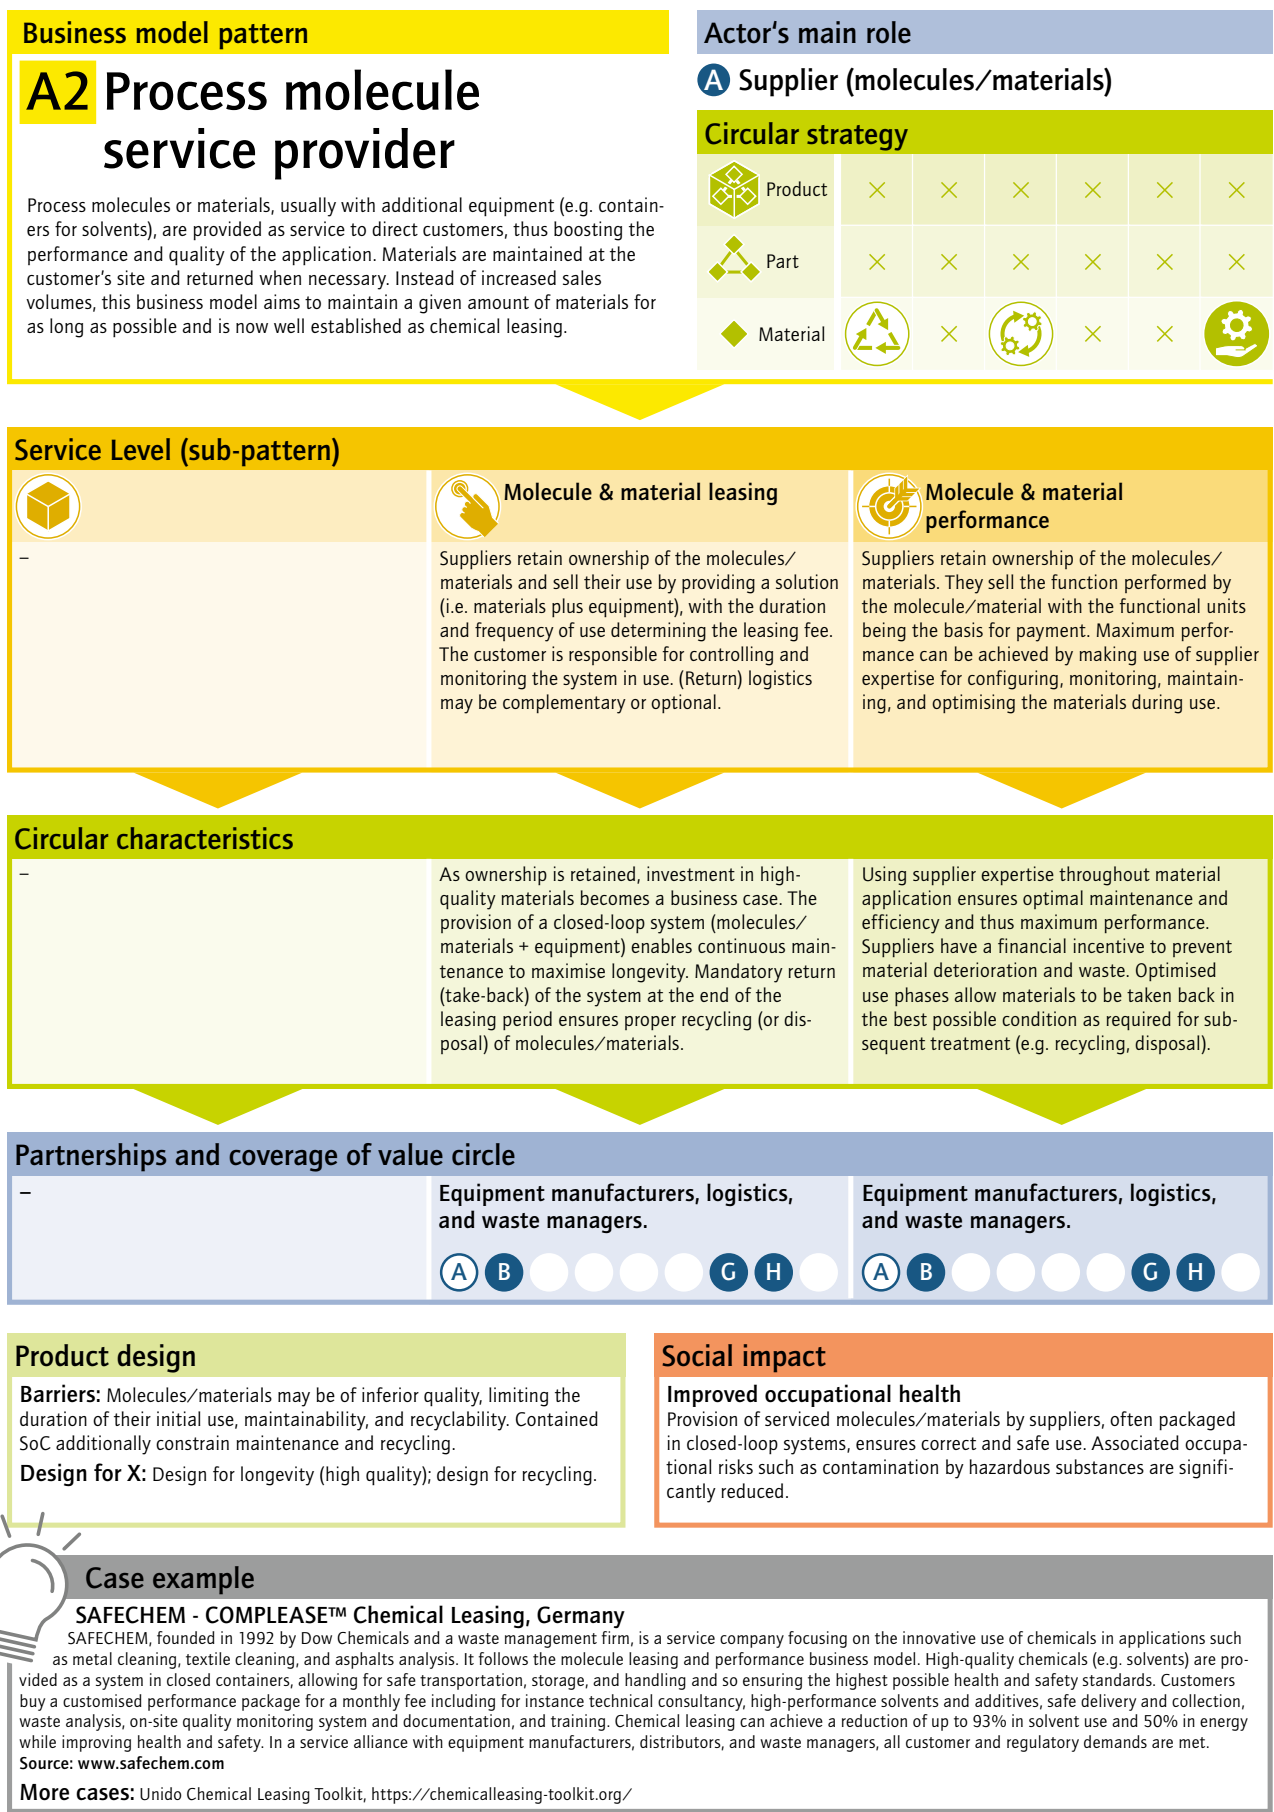 Business model pattern
A2 Process molecule
service provider
Process molecules or materials, usually with additional equipment (e.g. contain-
ers for solvents), are provided as service to direct customers, thus boosting the
performance and quality of the application. Materials are maintained at the
customer's site and returned when necessary. Instead of increased sales
volumes, this business model aims to maintain a given amount of materials for
as long as possible and is now well established as chemical leasing.
Actor‘s main role
A Supplier (molecules/materials)
Circular strategy
Product
Part
Material
Service Level (sub-pattern)
–
Molecule & material leasing
Suppliers retain ownership of the molecules/
materials and sell their use by providing a solution
(i.e. materials plus equipment), with the duration
and frequency of use determining the leasing fee.
The customer is responsible for controlling and
monitoring the system in use. (Return) logistics
may be complementary or optional.
Molecule & material
performance
Suppliers retain ownership of the molecules/
materials. They sell the function performed by
the molecule/material with the functional units
being the basis for payment. Maximum perfor-
mance can be achieved by making use of supplier
expertise for configuring, monitoring, maintain-
ing, and optimising the materials during use.
Circular characteristics
–
As ownership is retained, investment in high-
quality materials becomes a business case. The
provision of a closed-loop system (molecules/
materials + equipment) enables continuous main-
tenance to maximise longevity. Mandatory return
(take-back) of the system at the end of the
leasing period ensures proper recycling (or dis-
posal) of molecules/materials.
Using supplier expertise throughout material
application ensures optimal maintenance and
efficiency and thus maximum performance.
Suppliers have a financial incentive to prevent
material deterioration and waste. Optimised
use phases allow materials to be taken back in
the best possible condition as required for sub-
sequent treatment (e.g. recycling, disposal).
Partnerships and coverage of value circle
–
Equipment manufacturers, logistics,
and waste managers.
A B G H
Equipment manufacturers, logistics,
and waste managers.
A B G H
Product design
Barriers: Molecules/materials may be of inferior quality, limiting the
duration of their initial use, maintainability, and recyclability. Contained
SoC additionally constrain maintenance and recycling.
Design for X: Design for longevity (high quality); design for recycling.
Social impact
Improved occupational health
Provision of serviced molecules/materials by suppliers, often packaged
in closed-loop systems, ensures correct and safe use. Associated occupa-
tional risks such as contamination by hazardous substances are signifi-
cantly reduced.
Case example
SAFECHEM - COMPLEASE™ Chemical Leasing, Germany
SAFECHEM, founded in 1992 by Dow Chemicals and a waste management firm, is a service company focusing on the innovative use of chemicals in applications such
as metal cleaning, textile cleaning, and asphalts analysis. It follows the molecule leasing and performance business model. High-quality chemicals (e.g. solvents) are pro-
vided as a system in closed containers, allowing for safe transportation, storage, and handling and so ensuring the highest possible health and safety standards. Customers
buy a customised performance package for a monthly fee including for instance technical consultancy, high-performance solvents and additives, safe delivery and collection,
waste analysis, on-site quality monitoring system and documentation, and training. Chemical leasing can achieve a reduction of up to 93% in solvent use and 50% in energy
while improving health and safety. In a service alliance with equipment manufacturers, distributors, and waste managers, all customer and regulatory demands are met.
Source: www.safechem.com
More cases: Unido Chemical Leasing Toolkit, https://chemicalleasing-toolkit.org/